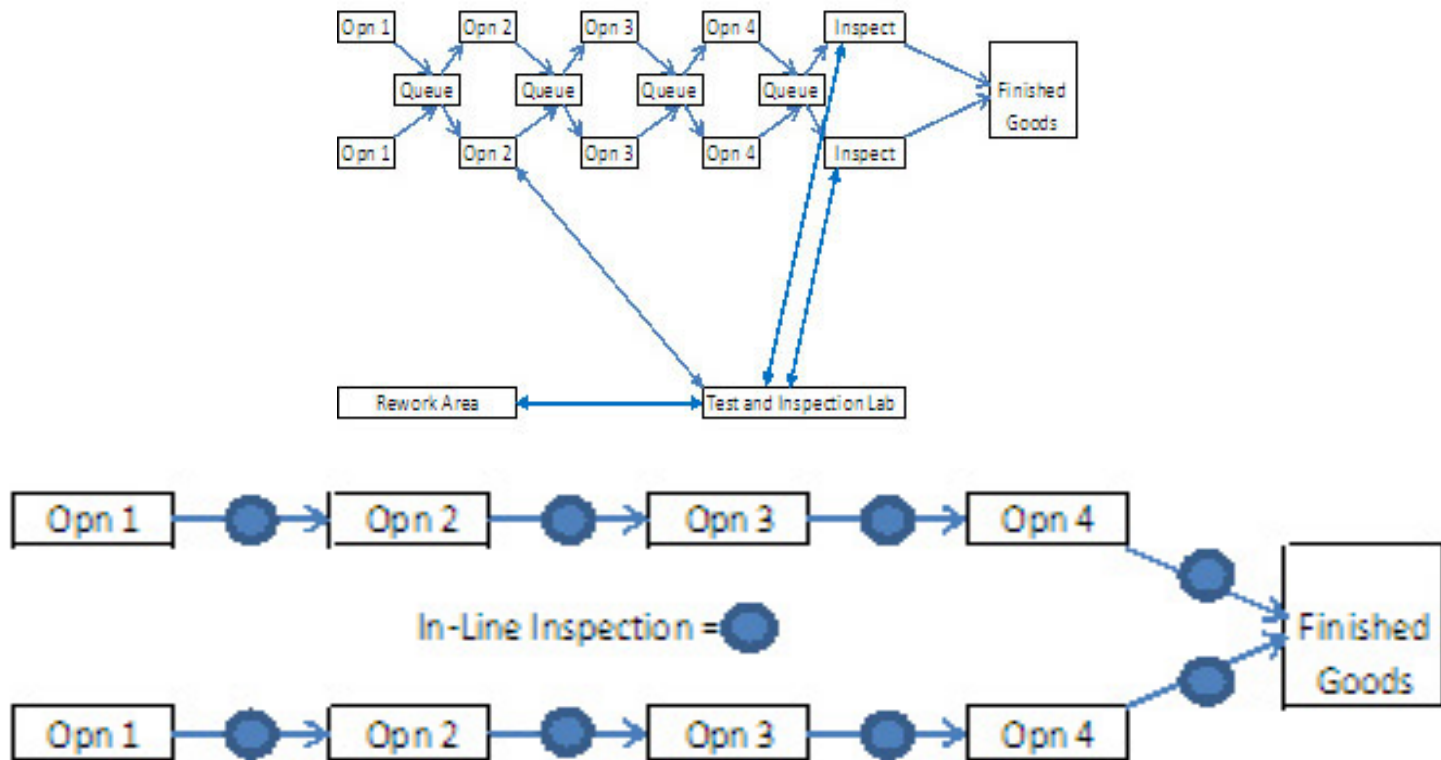 Opn 1
Opn 2
Opn 3
Opn 4
Inspect
Queue
Queue
Queue
Queue
Finished
Goods
Opn 1
Opn 2
Opn 3
Opn 4
Inspect
Rework Area
Test and Inspection Lab
Opn 1
Opn 2
Opn 3
Opn 4
In-Line Inspection =
Finished
Goods
Opn 1
Opn 2
Opn 3
Opn 4